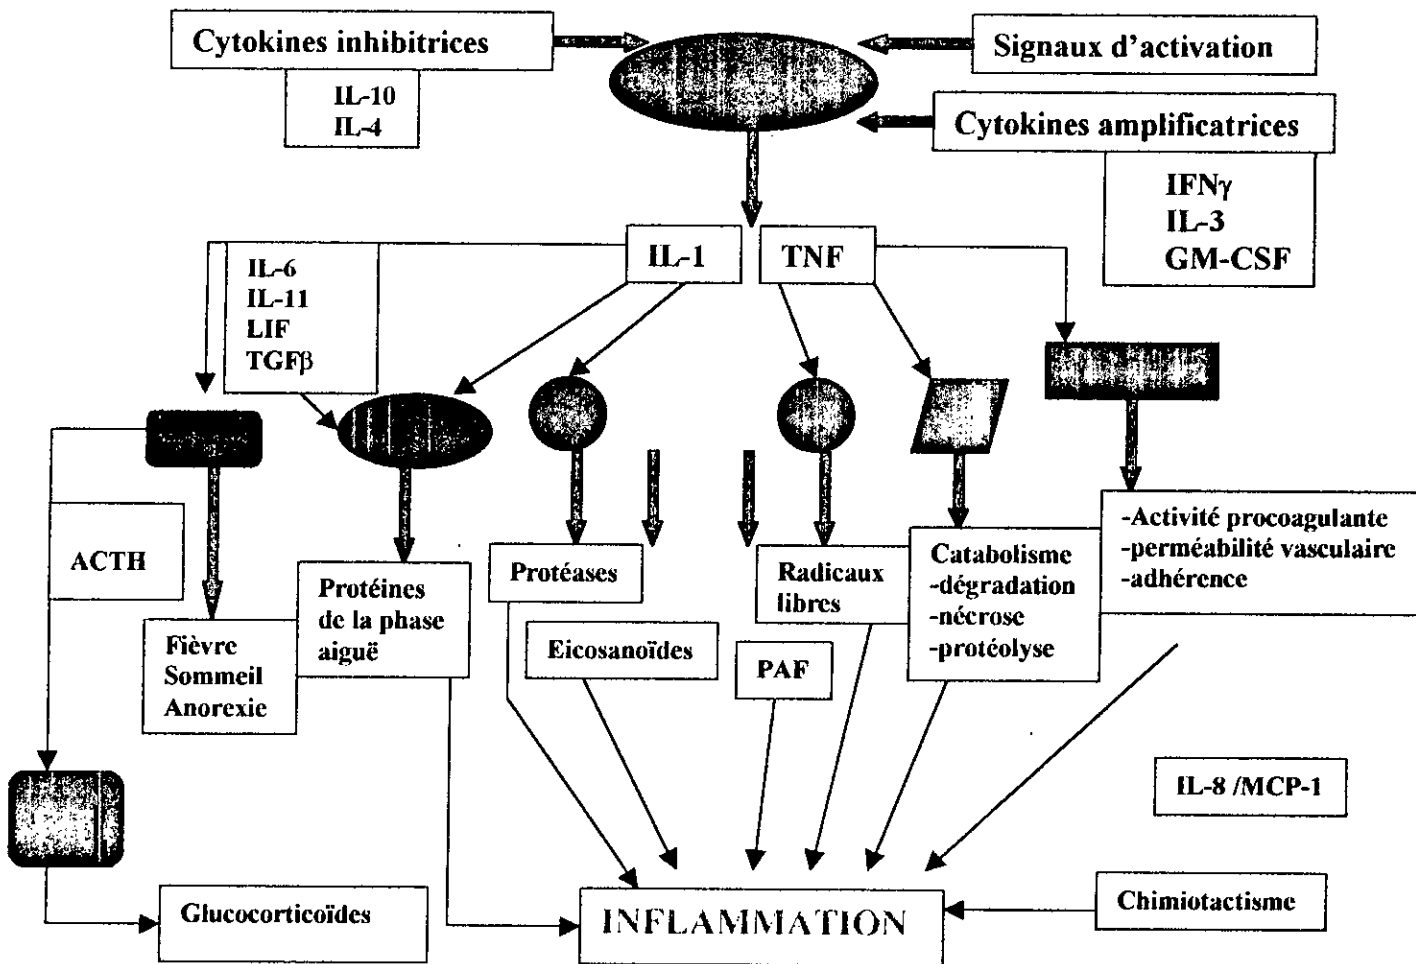 Cytokines inhibitrices
IL-10
IL-4
Signaux d'activation
Cytokines amplificatrices
IFNγ
IL-3
GM-CSF
IL-1
TNF
IL-6
IL-11
LIF
TGFβ
ACTH
Fièvre
Sommeil
Anorexie
Protéines
de la phase
aiguë
Protéases
Eicosanoïdes
PAF
Radicaux
libres
Catabolisme
-dégradation
-nécrose
-protéolyse
-Activité procoagulante
-perméabilité vasculaire
-adhérence
IL-8 /MCP-1
Glucocorticoïdes
INFLAMMATION
Chimiotactisme